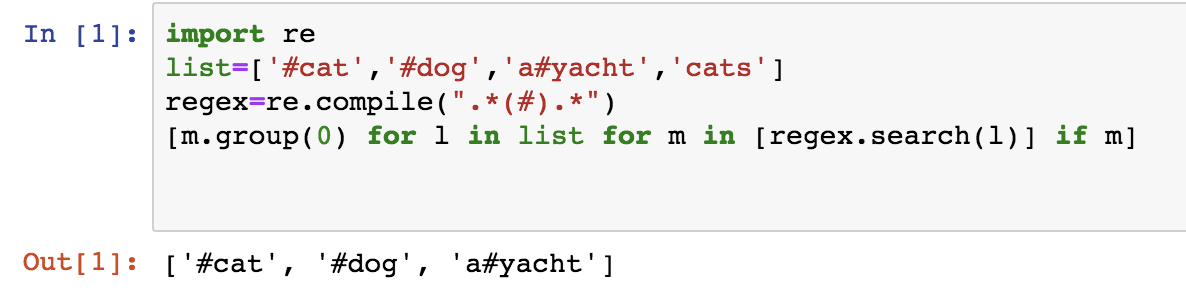 In [1]: import re
list=['#cat','#dog','a#yacht','cats']
regex=re.compile(".*(#).*")
[m.group(0) for l in list for m in [regex.search(l)] if m]
Out[1]: ['#cat', '#dog', 'a#yacht']